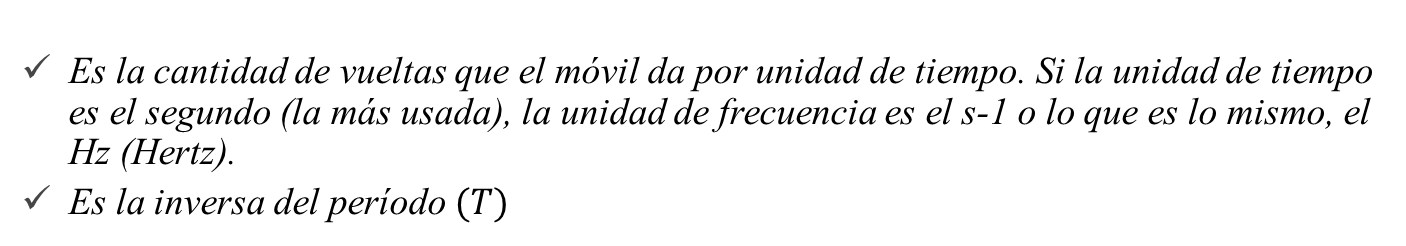 ✓ Es la cantidad de vueltas que el móvil da por unidad de tiempo. Si la unidad de tiempo
es el segundo (la más usada), la unidad de frecuencia es el s-1 o lo que es lo mismo, el
Hz (Hertz).
✓ Es la inversa del período (T)